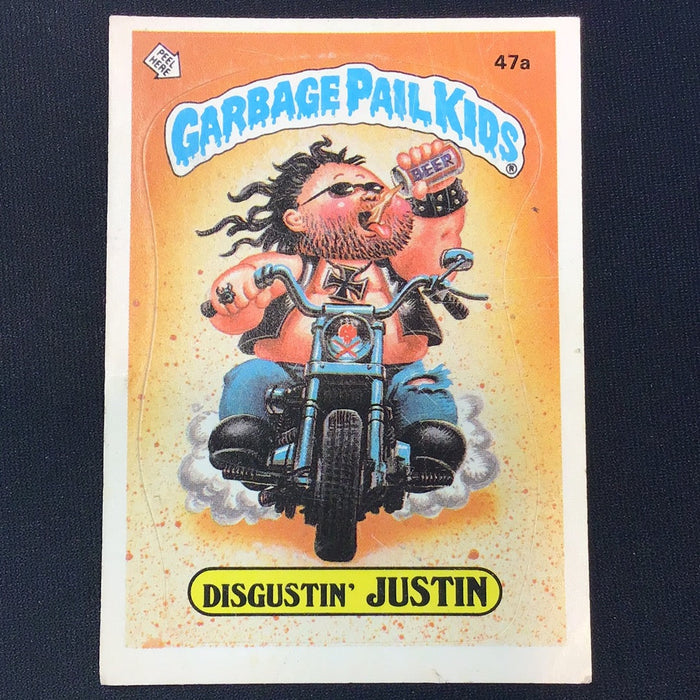 PEEL
HERE
47a
GARBAGE PAIL KIDS®
BEER
DISGUSTIN' JUSTIN